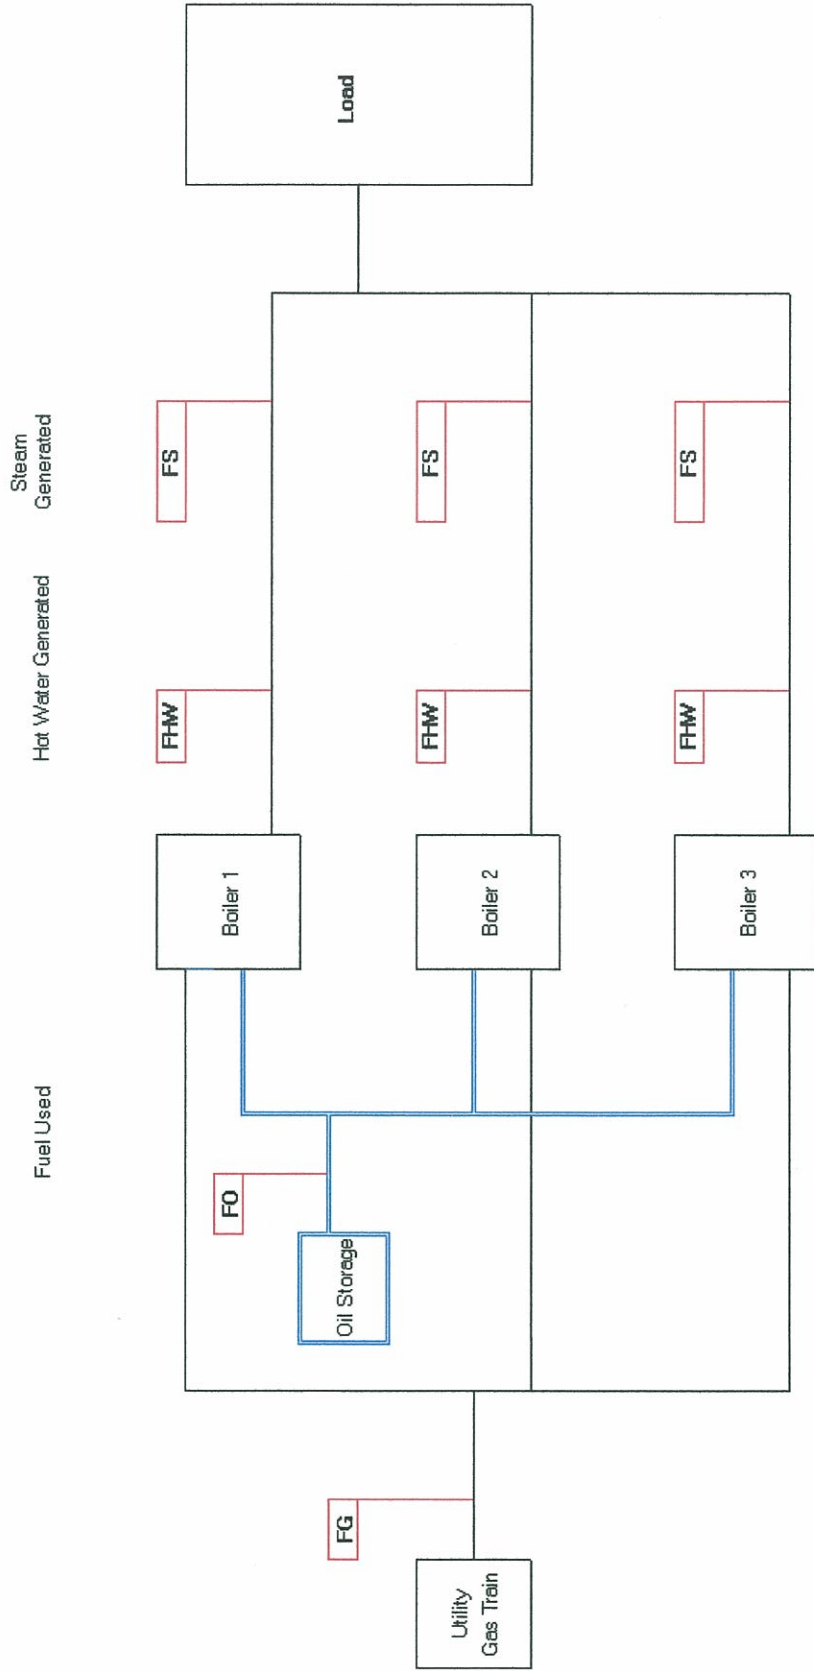 Fuel Used
Hot Water Generated
Steam
Generated
Utility
Gas Train
FG
Oil Storage
FO
Boiler 1
FHW
FS
Boiler 2
FHW
FS
Boiler 3
FHW
FS
Load